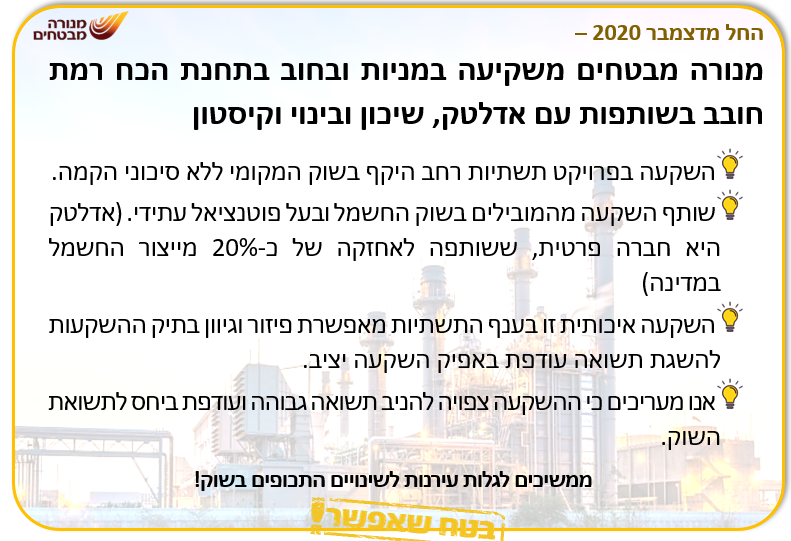 מנורה
מבטחים
החל מדצמבר 2020 –
מנורה מבטחים משקיעה במניות ובחוב בתחנת הכח רמת
חובב בשותפות עם אדלטק, שיכון ובינוי וקיסטון
השקעה בפרויקט תשתיות רחב היקף בשוק המקומי ללא סיכוני הקמה.
שותף השקעה מהמובילים בשוק החשמל ובעל פוטנציאל עתידי. (אדלטק
היא חברה פרטית, ששותפה לאחזקה של כ-20% מייצור החשמל
במדינה)
השקעה איכותית זו בענף התשתיות מאפשרת פיזור וגיוון בתיק ההשקעות
להשגת תשואה עודפת באפיק השקעה יציב.
אנו מעריכים כי ההשקעה צפויה להניב תשואה גבוהה ועודפת ביחס לתשואת
השוק.
ממשיכים לגלות עירנות לשינויים התכופים בשוק!
בטח שאפשר!